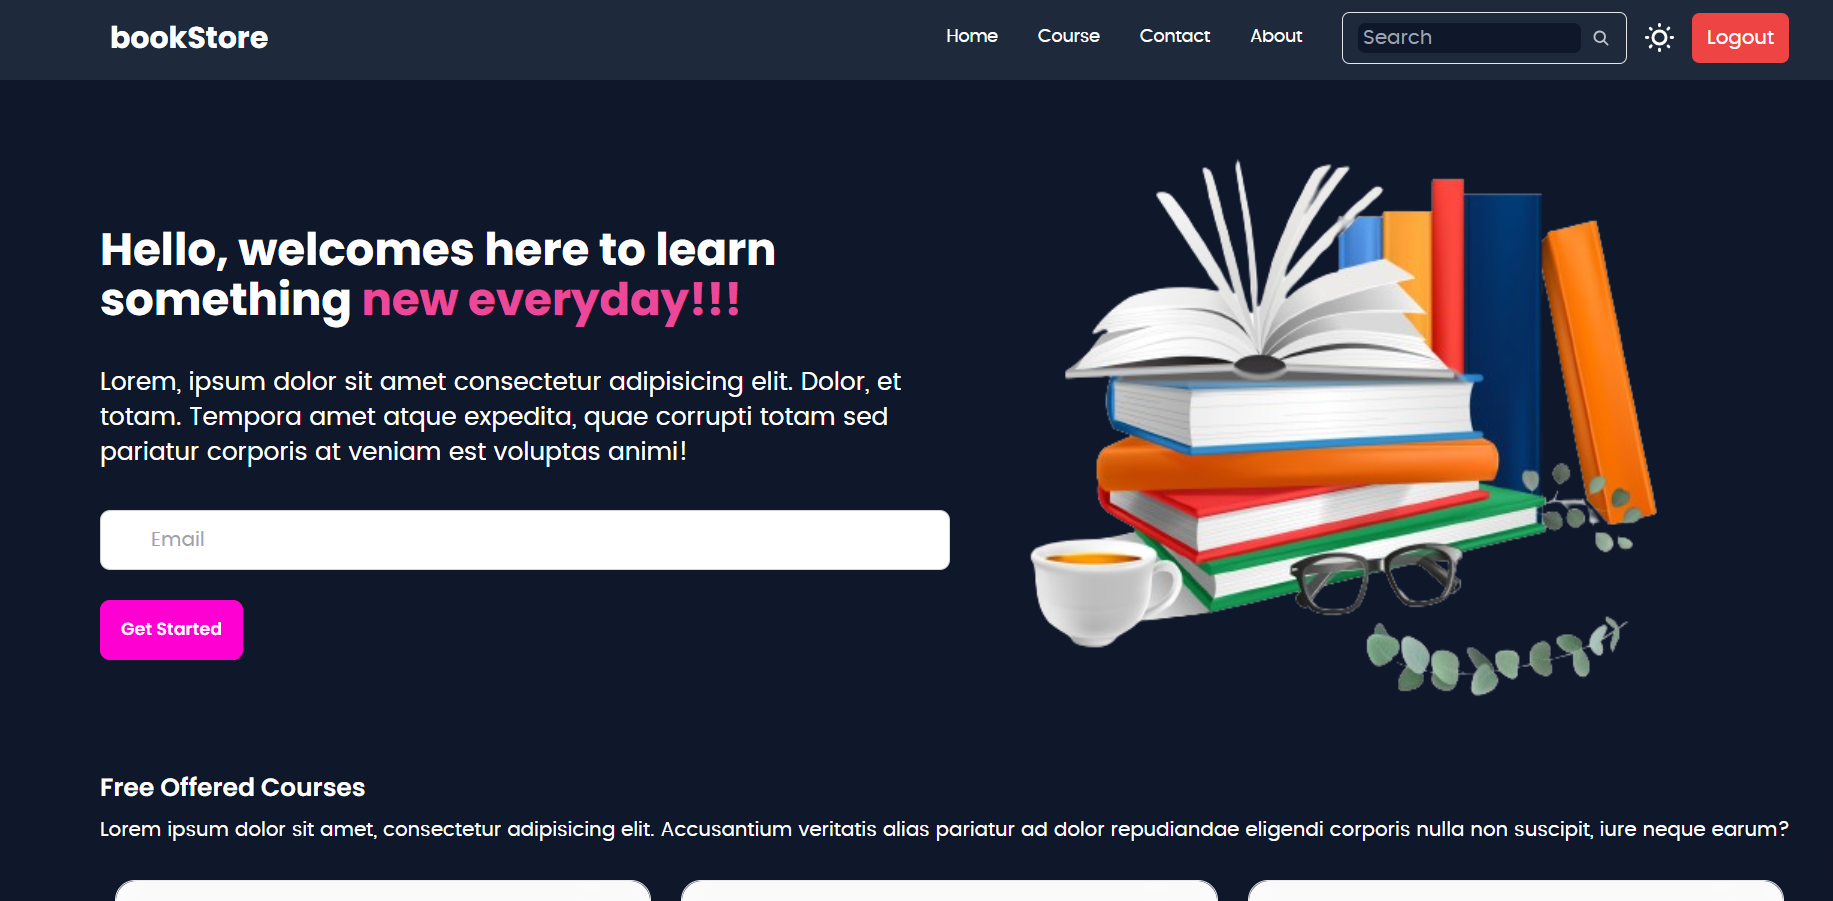 bookStore
Home
Course
Contact
About
Search
Logout
Hello, welcomes here to learn
something new everyday!!!
Lorem, ipsum dolor sit amet consectetur adipisicing elit. Dolor, et
totam. Tempora amet atque expedita, quae corrupti totam sed
pariatur corporis at veniam est voluptas animi!
Email
Get Started
Free Offered Courses
Lorem ipsum dolor sit amet, consectetur adipisicing elit. Accusantium veritatis alias pariatur ad dolor repudiandae eligendi corporis nulla non suscipit, iure neque earum?